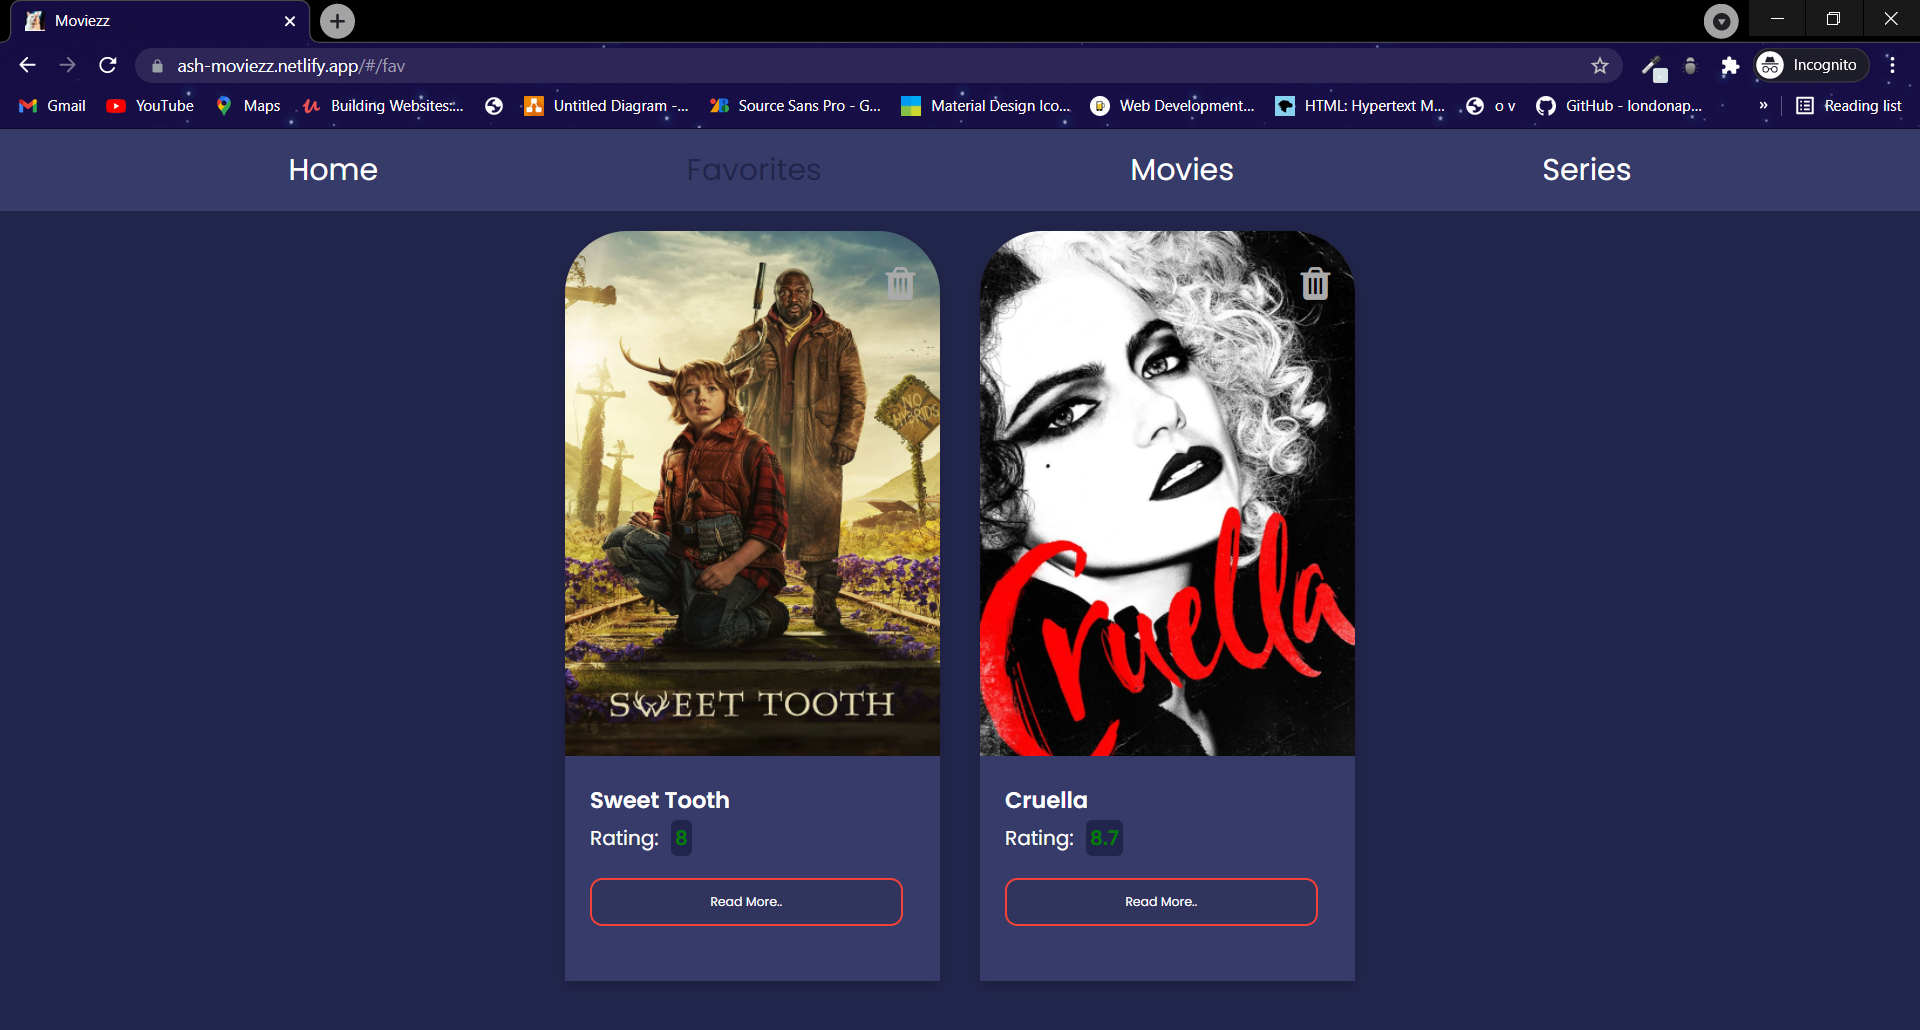 Moviezz
ash-moviezz.netlify.app/#/fav
Incognito
Gmail
YouTube
Maps
Building Websites:...
Untitled Diagram -...
Source Sans Pro - G...
Material Design Ico...
Web Development...
HTML: Hypertext M...
o v
GitHub - londonap...
»
Reading list
Home
Favorites
Movies
Series
NO
HYBRIDS
SWEET TOOTH
Cruella
Sweet Tooth
Rating: 8
Read More..
Cruella
Rating: 8.7
Read More..